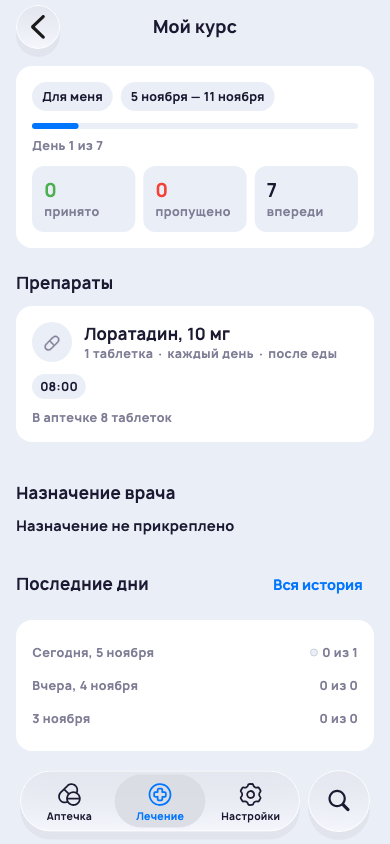 Мой курс
Для меня
5 ноября — 11 ноября
День 1 из 7
0 0 7
принято пропущено впереди
Препараты
Лоратадин, 10 мг
1 таблетка · каждый день · после еды
08:00
В аптечке 8 таблеток
Назначение врача
Назначение не прикреплено
Последние дни Вся история
Сегодня, 5 ноября 0 из 1
Вчера, 4 ноября 0 из 0
3 ноября 0 из 0
Аптечка Лечение Настройки